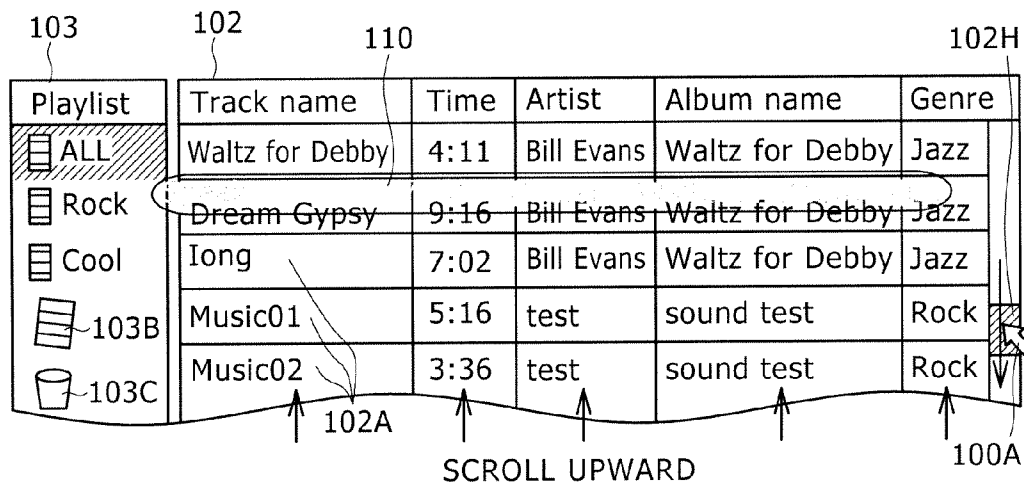 103 102 110 102H
Playlist Track name Time Artist Album name Genre
ALL Waltz for Debby 4:11 Bill Evans Waltz for Debby Jazz
Rock Dream Gypsy 9:16 Bill Evans Waltz for Debby Jazz
Cool Iong 7:02 Bill Evans Waltz for Debby Jazz
103B Music01 5:16 test sound test Rock
103C Music02 3:36 test sound test Rock
102A 100A
SCROLL UPWARD